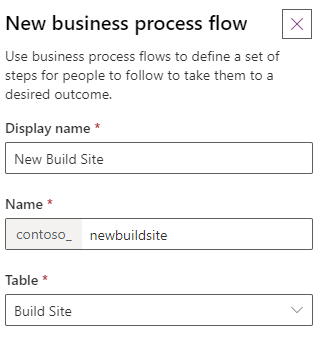 New business process flow
Use business process flows to define a set of
steps for people to follow to take them to a
desired outcome.
Display name *
New Build Site
Name *
contoso_ newbuildsite
Table *
Build Site